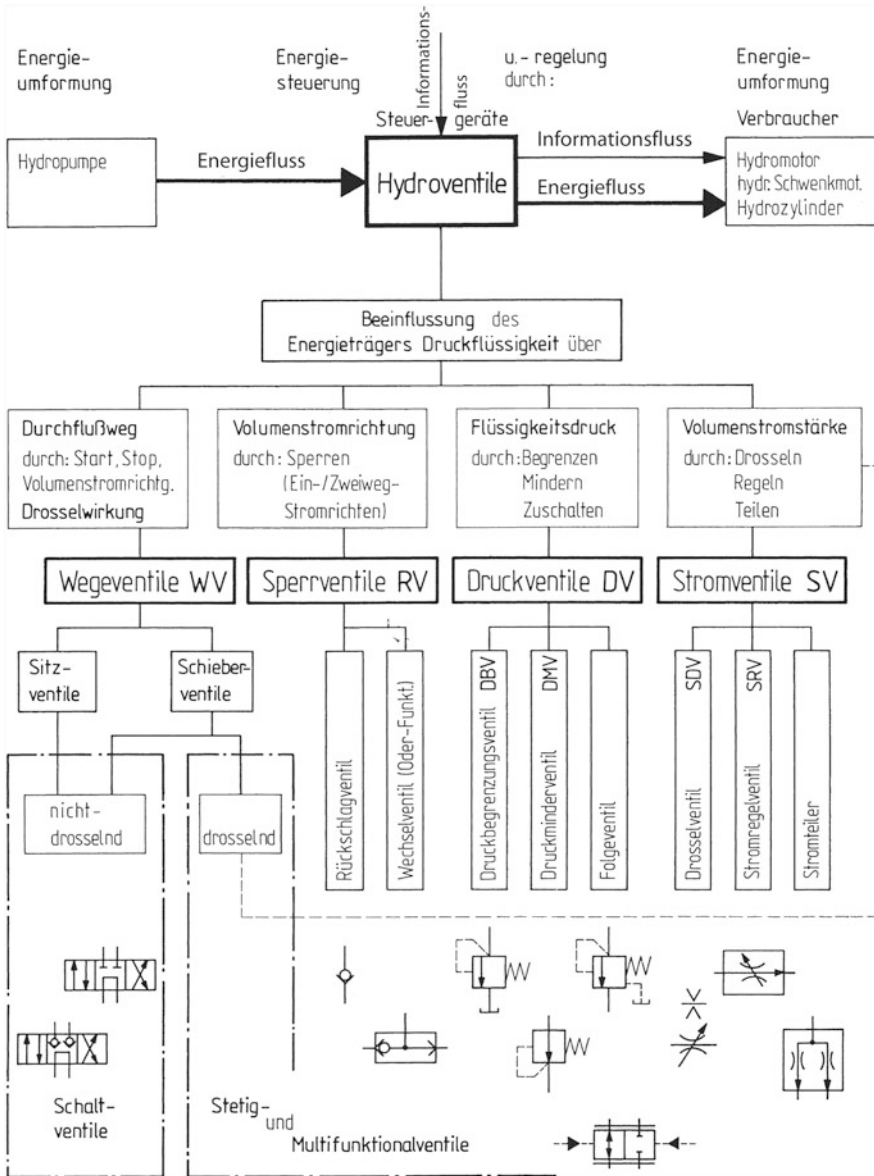 Energie-
umformung
Energie-
steuerung
Informations-
fluss
u.- regelung
durch:
Energie-
umformung
Steuer-geräte
Verbraucher
Hydropumpe
Energiefluss
Hydroventile
Informationsfluss
Energiefluss
Hydromotor
hydr. Schwenkmot.
Hydrozylinder
Beeinflussung des
Energieträgers Druckflüssigkeit über
Durchflußweg
durch: Start, Stop,
Volumenstromrichtg.
Drosselwirkung
Volumenstromrichtung
durch: Sperren
(Ein-/Zweiweg-
Stromrichten)
Flüssigkeitsdruck
durch: Begrenzen
Mindern
Zuschalten
Volumenstromstärke
durch: Drosseln
Regeln
Teilen
Wegeventile WV
Sperrventile RV
Druckventile DV
Stromventile SV
Sitz-
ventile
Schieber-
ventile
nicht-
drosselnd
drosselnd
Rückschlagventil
Wechselventil (Oder-Funkt.)
Druckbegrenzungsventil DBV
Druckminderventil DMV
Folgeventil
Drosselventil SDV
Stromregelventil SRV
Stromteiler
Schalt-
ventile
Stetig-
und
Multifunktionalventile